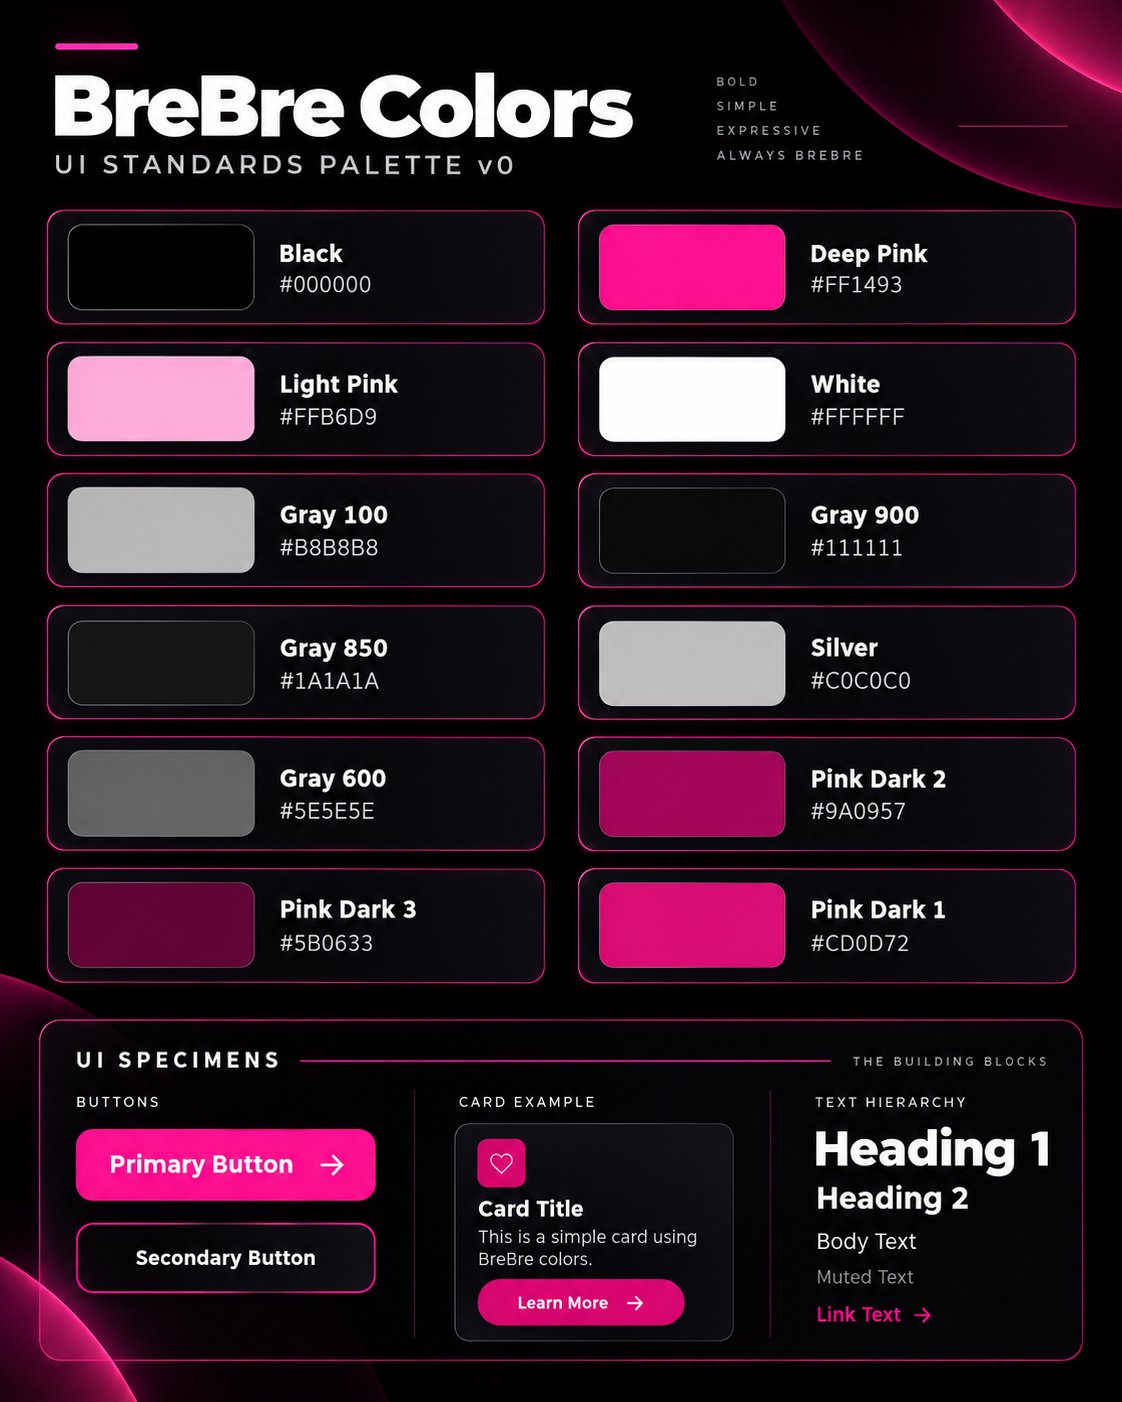 BreBre Colors
UI STANDARDS PALETTE v0
BOLD
SIMPLE
EXPRESSIVE
ALWAYS BREBRE
Black
#000000
Deep Pink
#FF1493
Light Pink
#FFB6D9
White
#FFFFFF
Gray 100
#B8B8B8
Gray 900
#111111
Gray 850
#1A1A1A
Silver
#C0C0C0
Gray 600
#5E5E5E
Pink Dark 2
#9A0957
Pink Dark 3
#5B0633
Pink Dark 1
#CD0D72
UI SPECIMENS
THE BUILDING BLOCKS
BUTTONS
Primary Button →
Secondary Button
CARD EXAMPLE
Card Title
This is a simple card using
BreBre colors.
Learn More →
TEXT HIERARCHY
Heading 1
Heading 2
Body Text
Muted Text
Link Text →